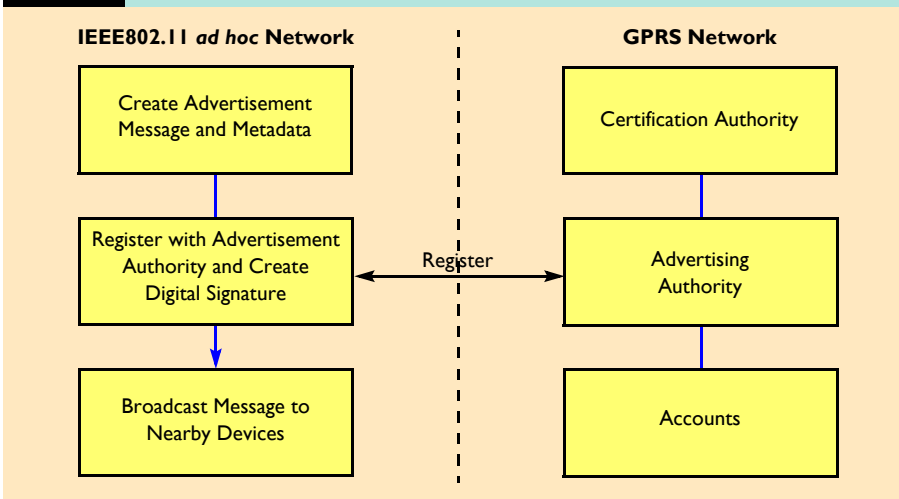 IEEE802.11 ad hoc Network
Create Advertisement
Message and Metadata
Register with Advertisement
Authority and Create
Digital Signature
Broadcast Message to
Nearby Devices
Register
GPRS Network
Certification Authority
Advertising
Authority
Accounts